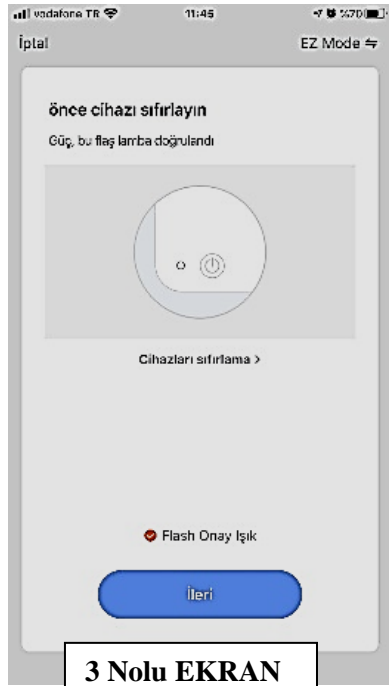 vodafone TR 11:45 %70
İptal EZ Mode
önce cihazı sıfırlayın
Güç, bu flaş lamba doğrulandı
Cihazları sıfırlama >
Flash Onay Işık
İleri
3 Nolu EKRAN